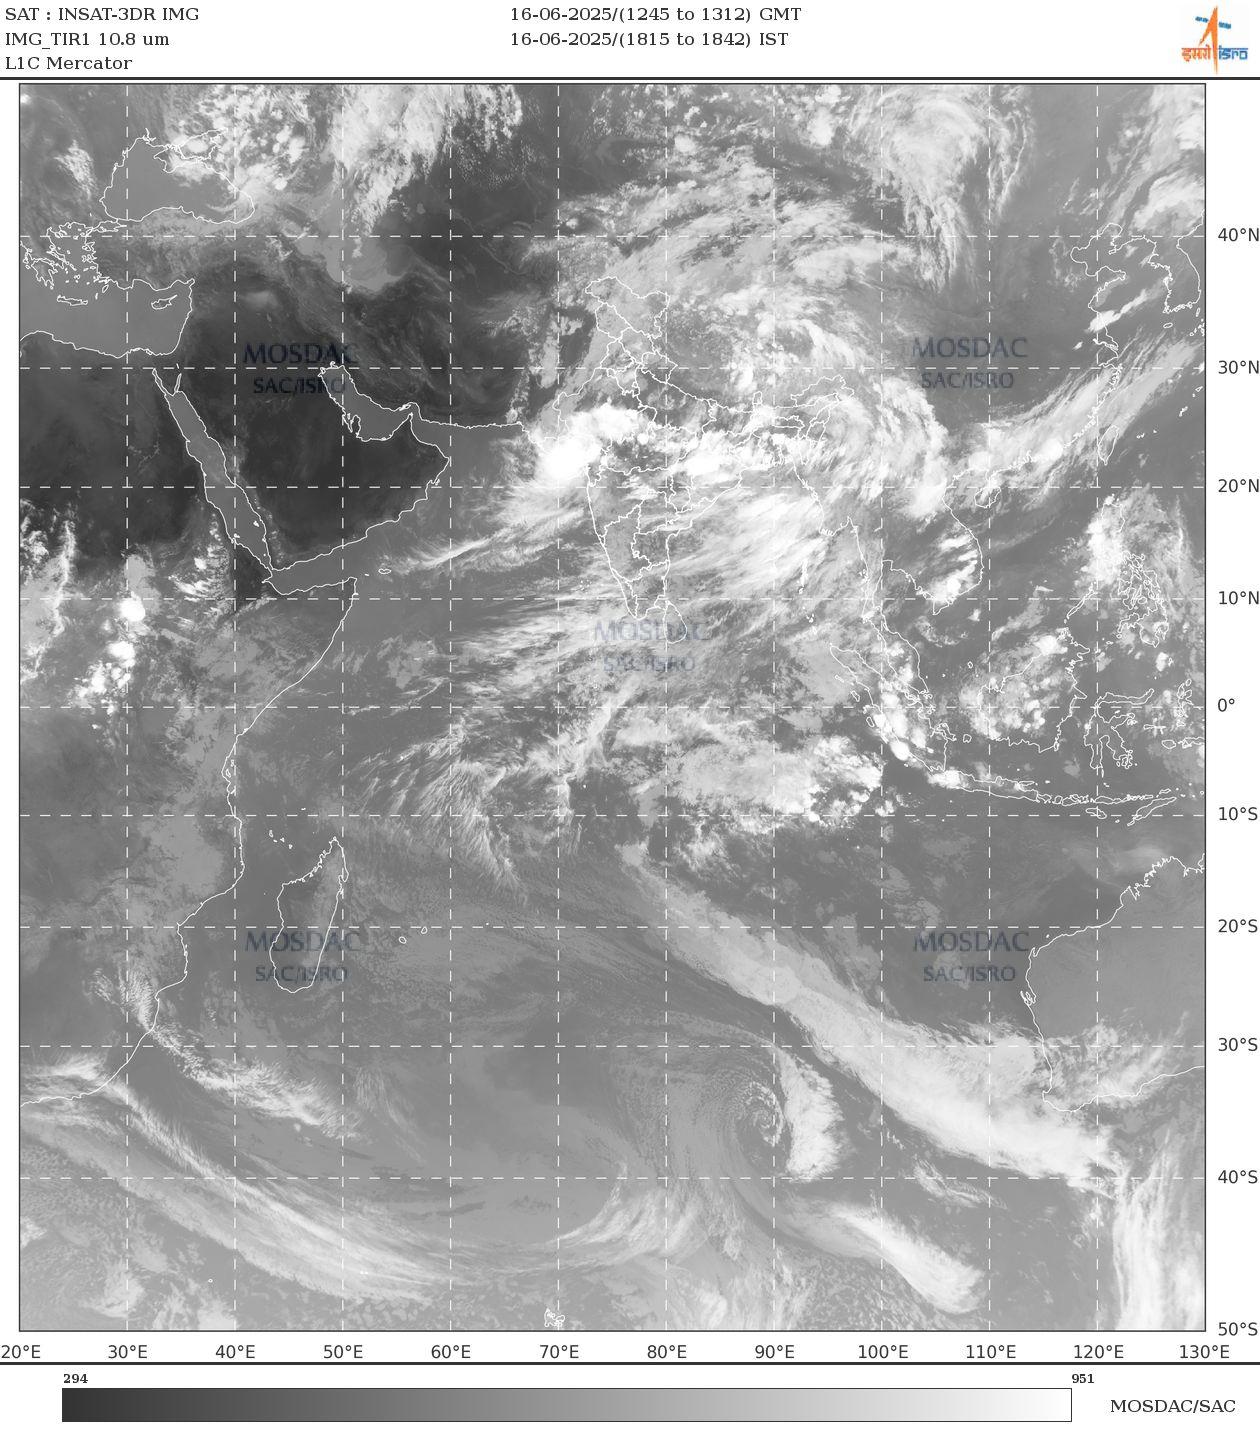 SAT : INSAT-3DR IMG
16-06-2025/(1245 to 1312) GMT
IMG_TIR1 10.8 um
16-06-2025/(1815 to 1842) IST
L1C Mercator
इसरो isro
40°N
MOSDAC
SAC/ISRO
MOSDAC
SAC/ISRO
30°N
20°N
10°N
MOSDAC
SAC/ISRO
0°
10°S
20°S
MOSDAC
SAC/ISRO
MOSDAC
SAC/ISRO
30°S
40°S
50°S
20°E 30°E 40°E 50°E 60°E 70°E 80°E 90°E 100°E 110°E 120°E 130°E
294
951
MOSDAC/SAC